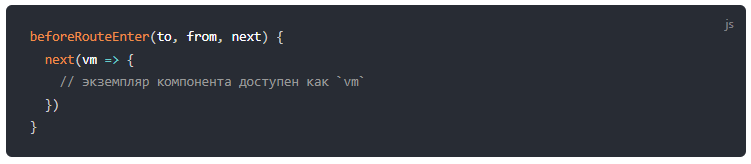 js
beforeRouteEnter(to, from, next) {
  next(vm => {
    // экземпляр компонента доступен как `vm`
  })
}